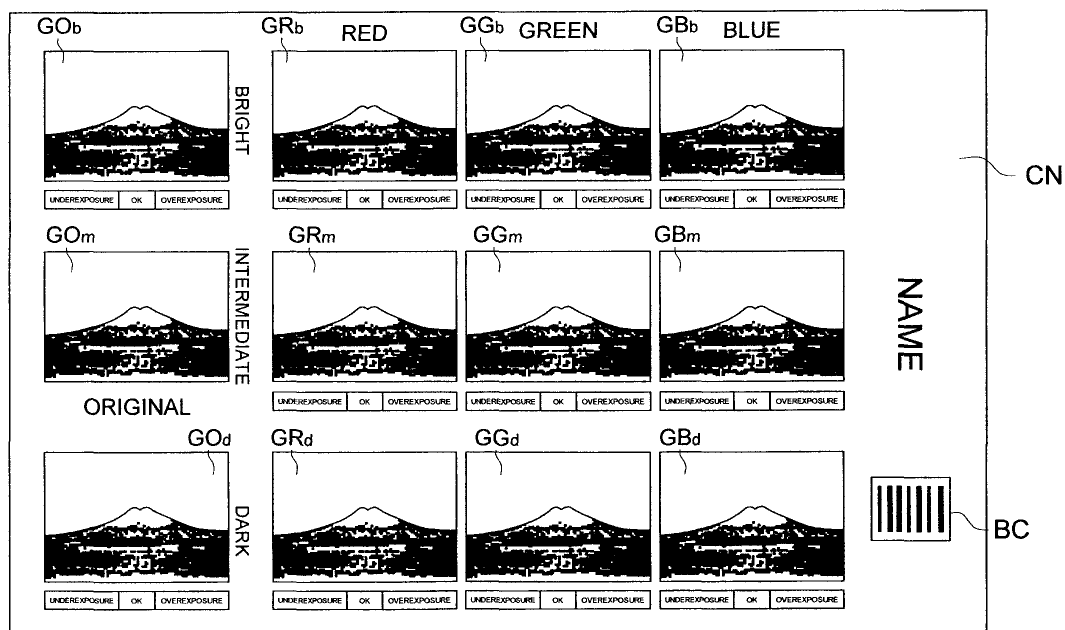 GOb GRb RED GGb GREEN GBb BLUE
BRIGHT
CN
UNDEREXPOSURE OK OVEREXPOSURE UNDEREXPOSURE OK OVEREXPOSURE UNDEREXPOSURE OK OVEREXPOSURE UNDEREXPOSURE OK OVEREXPOSURE
GOm GRm GGm GBm
INTERMEDIATE
NAME
UNDEREXPOSURE OK OVEREXPOSURE UNDEREXPOSURE OK OVEREXPOSURE UNDEREXPOSURE OK OVEREXPOSURE
ORIGINAL
GOd GRd GGd GBd
DARK
BC
UNDEREXPOSURE OK OVEREXPOSURE UNDEREXPOSURE OK OVEREXPOSURE UNDEREXPOSURE OK OVEREXPOSURE UNDEREXPOSURE OK OVEREXPOSURE